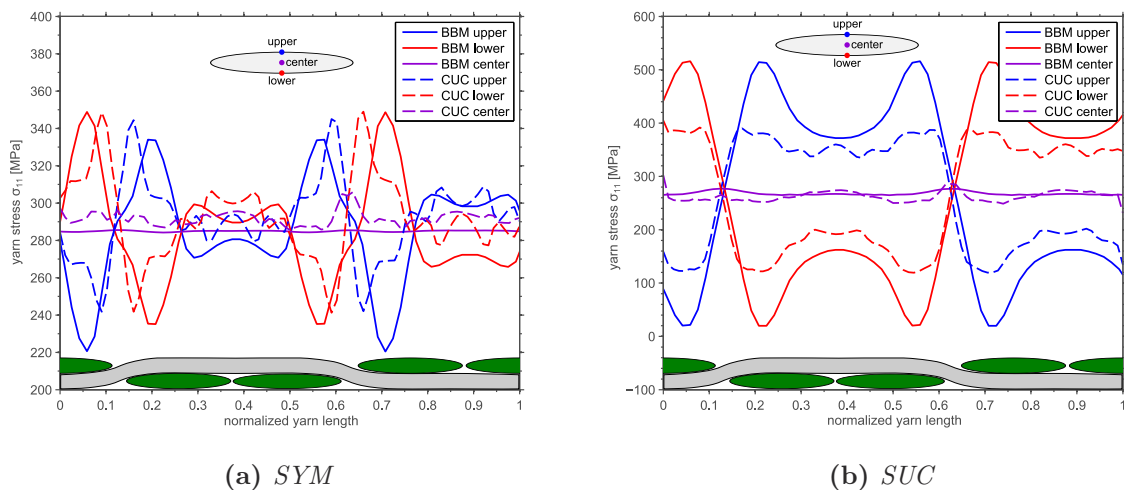 400
380
360
340
320
300
280
260
240
220
200
yarn stress σ₁₁ [MPa]
upper
center
lower
BBM upper
BBM lower
BBM center
CUC upper
CUC lower
CUC center
0 0.1 0.2 0.3 0.4 0.5 0.6 0.7 0.8 0.9 1
normalized yarn length
(a) SYM
600
500
400
300
200
100
0
−100
yarn stress σ₁₁ [MPa]
upper
center
lower
BBM upper
BBM lower
BBM center
CUC upper
CUC lower
CUC center
0 0.1 0.2 0.3 0.4 0.5 0.6 0.7 0.8 0.9 1
normalized yarn length
(b) SUC